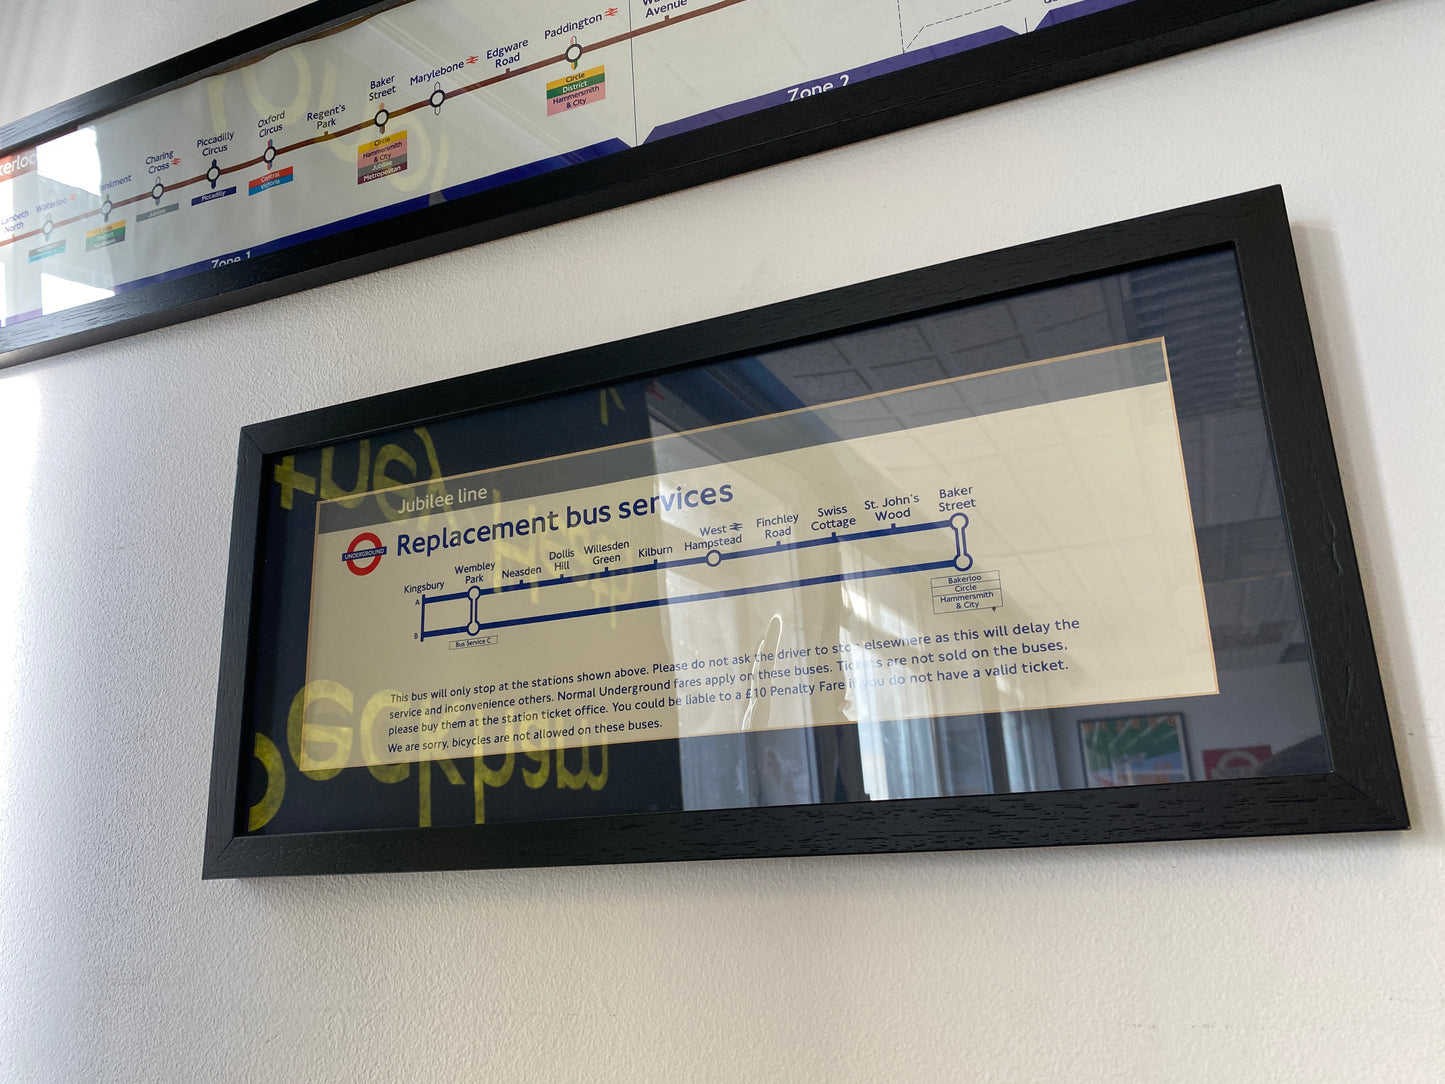 Paddington
Edgware
Road
Marylebone
Baker
Street
Regent's
Park
Oxford
Circus
Piccadilly
Circus
Charing
Cross
Waterloo
Lambeth
North
Avenue
Circle
District
Hammersmith
& City
Circle
Hammersmith
& City
Jubilee
Metropolitan
Central
Victoria
Piccadilly
Jubilee
Circle
District
Zone 1
Zone 2
Jubilee line
UNDERGROUND
Replacement bus services
Kingsbury
Wembley
Park
Neasden
Dollis
Hill
Willesden
Green
Kilburn
West
Hampstead
Finchley
Road
Swiss
Cottage
St. John's
Wood
Baker
Street
A
B
Bus Service C
Bakerloo
Circle
Hammersmith
& City
This bus will only stop at the stations shown above. Please do not ask the driver to stop elsewhere as this will delay the
service and inconvenience others. Normal Underground fares apply on these buses. Tickets are not sold on the buses,
please buy them at the station ticket office. You could be liable to a £10 Penalty Fare if you do not have a valid ticket.
We are sorry, bicycles are not allowed on these buses.